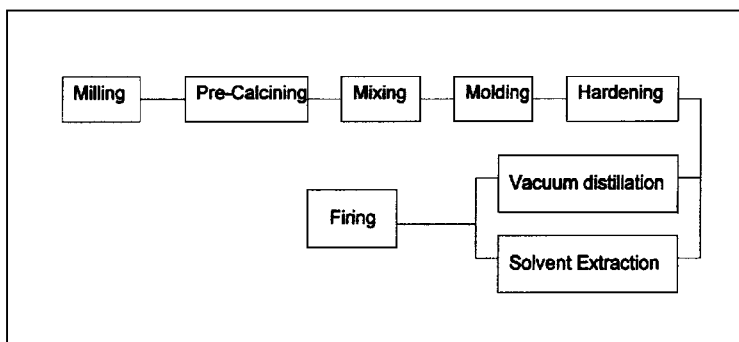 Milling
Pre-Calcining
Mixing
Molding
Hardening
Vacuum distillation
Firing
Solvent Extraction